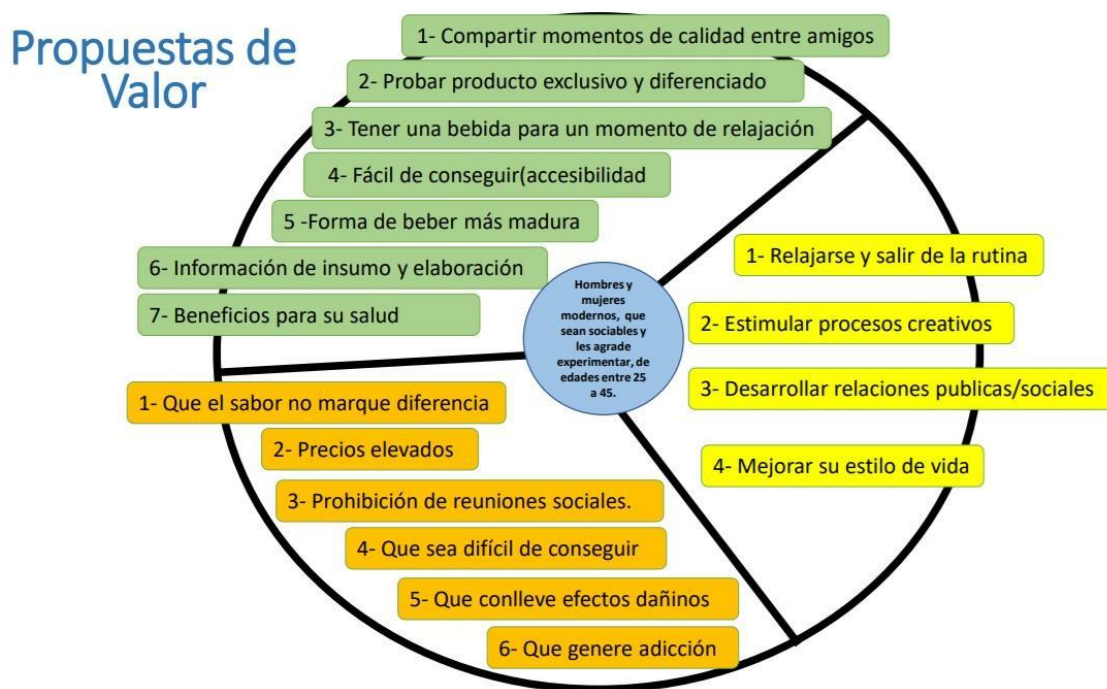 Propuestas de
Valor
1- Compartir momentos de calidad entre amigos
2- Probar producto exclusivo y diferenciado
3- Tener una bebida para un momento de relajación
4- Fácil de conseguir(accesibilidad
5 -Forma de beber más madura
6- Información de insumo y elaboración
7- Beneficios para su salud
Hombres y
mujeres
modernos, que
sean sociables y
les agrade
experimentar, de
edades entre 25
a 45.
1- Relajarse y salir de la rutina
2- Estimular procesos creativos
3- Desarrollar relaciones publicas/sociales
4- Mejorar su estilo de vida
1- Que el sabor no marque diferencia
2- Precios elevados
3- Prohibición de reuniones sociales.
4- Que sea difícil de conseguir
5- Que conlleve efectos dañinos
6- Que genere adicción